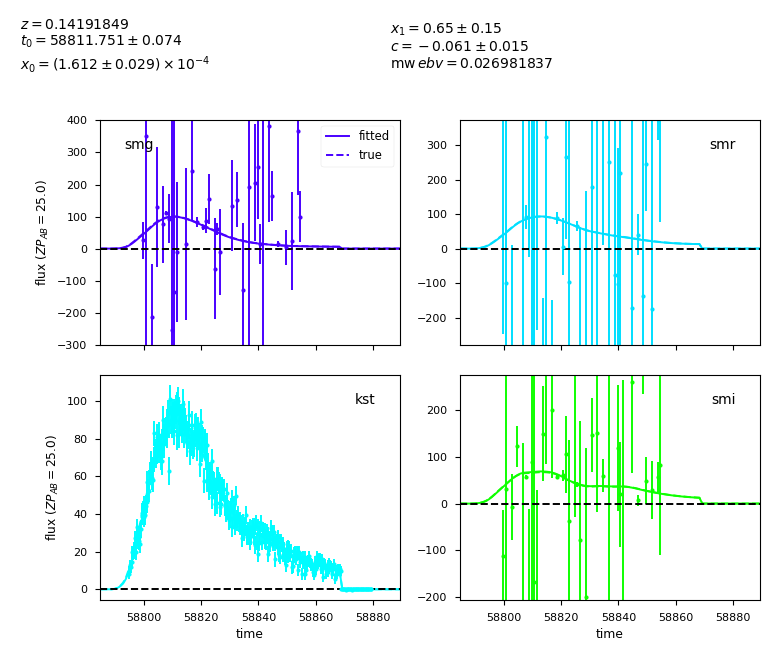 z = 0.14191849
t₀ = 58811.751 ± 0.074
x₀ = (1.612 ± 0.029) × 10⁻⁴
x₁ = 0.65 ± 0.15
c = −0.061 ± 0.015
mw ebv = 0.026981837
smg
fitted
true
flux (ZP_AB = 25.0)
400
300
200
100
0
−100
−200
−300
smr
300
200
100
0
−100
−200
kst
flux (ZP_AB = 25.0)
100
80
60
40
20
0
58800 58820 58840 58860 58880
time
smi
200
100
0
−100
−200
58800 58820 58840 58860 58880
time